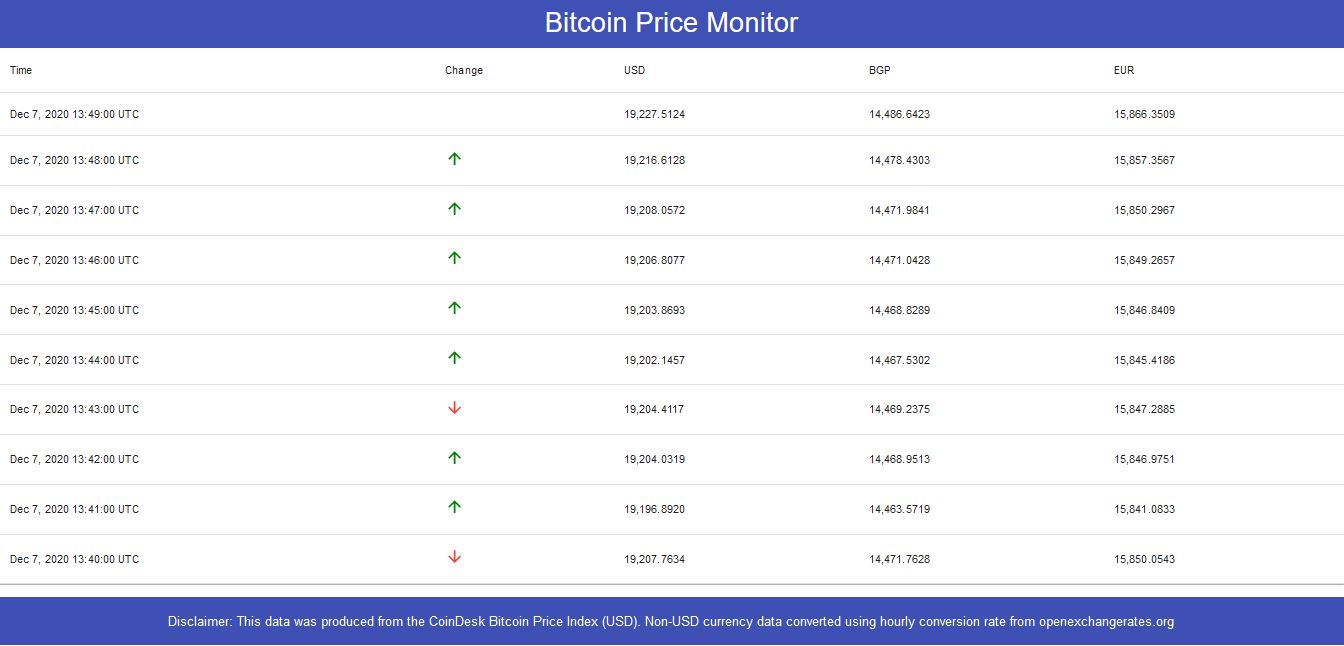 Bitcoin Price Monitor
Time Change USD BGP EUR
Dec 7, 2020 13:49:00 UTC 19,227.5124 14,486.6423 15,866.3509
Dec 7, 2020 13:48:00 UTC 19,216.6128 14,478.4303 15,857.3567
Dec 7, 2020 13:47:00 UTC 19,208.0572 14,471.9841 15,850.2967
Dec 7, 2020 13:46:00 UTC 19,206.8077 14,471.0428 15,849.2657
Dec 7, 2020 13:45:00 UTC 19,203.8693 14,468.8289 15,846.8409
Dec 7, 2020 13:44:00 UTC 19,202.1457 14,467.5302 15,845.4186
Dec 7, 2020 13:43:00 UTC 19,204.4117 14,469.2375 15,847.2885
Dec 7, 2020 13:42:00 UTC 19,204.0319 14,468.9513 15,846.9751
Dec 7, 2020 13:41:00 UTC 19,196.8920 14,463.5719 15,841.0833
Dec 7, 2020 13:40:00 UTC 19,207.7634 14,471.7628 15,850.0543
Disclaimer: This data was produced from the CoinDesk Bitcoin Price Index (USD). Non-USD currency data converted using hourly conversion rate from openexchangerates.org